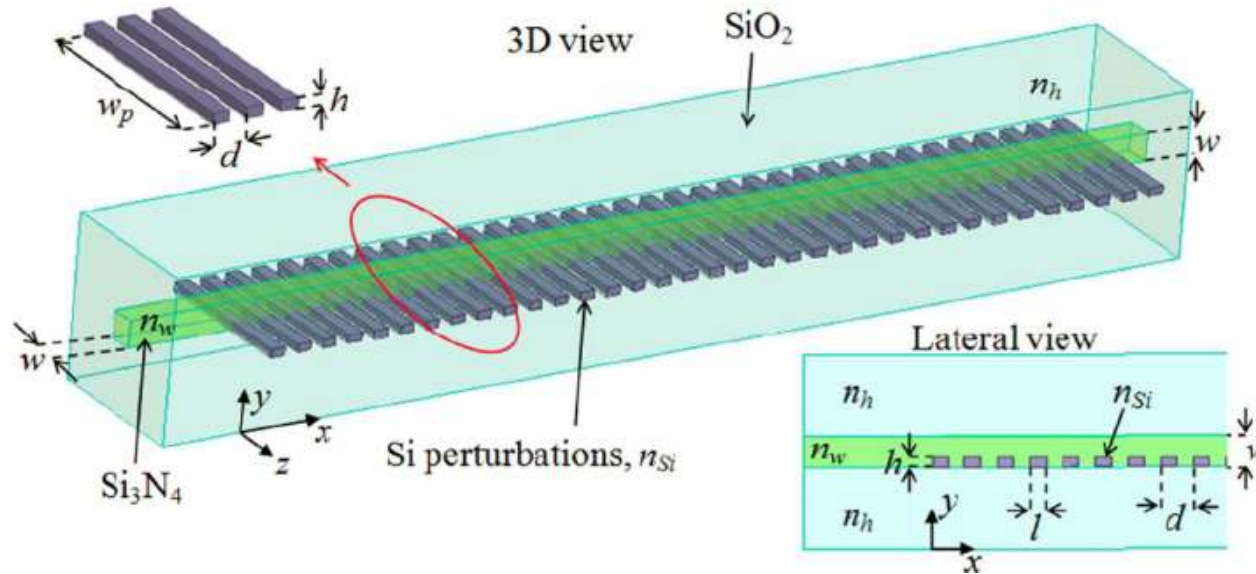 3D view
SiO₂
n_h
w_p
h
d
w
n_w
w
y
x
z
Si₃N₄
Si perturbations, n_Si
Lateral view
n_h
n_Si
n_w
h
l
d
n_h
y
x